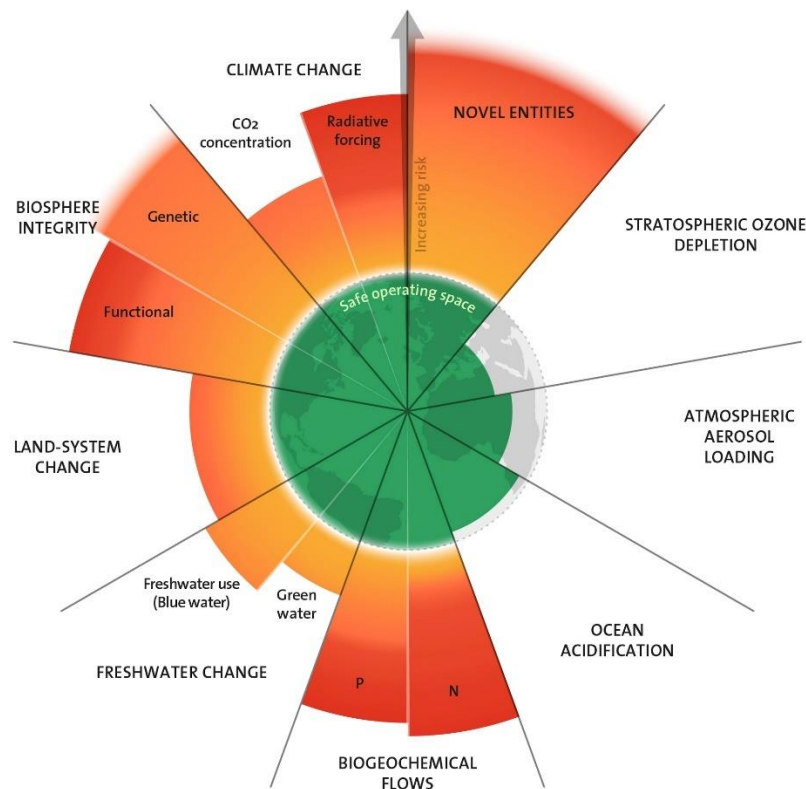 CLIMATE CHANGE
CO2
concentration
Radiative
forcing
NOVEL ENTITIES
Increasing risk
BIOSPHERE
INTEGRITY
Genetic
Functional
STRATOSPHERIC OZONE
DEPLETION
Safe operating space
LAND-SYSTEM
CHANGE
ATMOSPHERIC
AEROSOL
LOADING
Freshwater use
(Blue water)
Green
water
FRESHWATER CHANGE
OCEAN
ACIDIFICATION
P
N
BIOGEOCHEMICAL
FLOWS